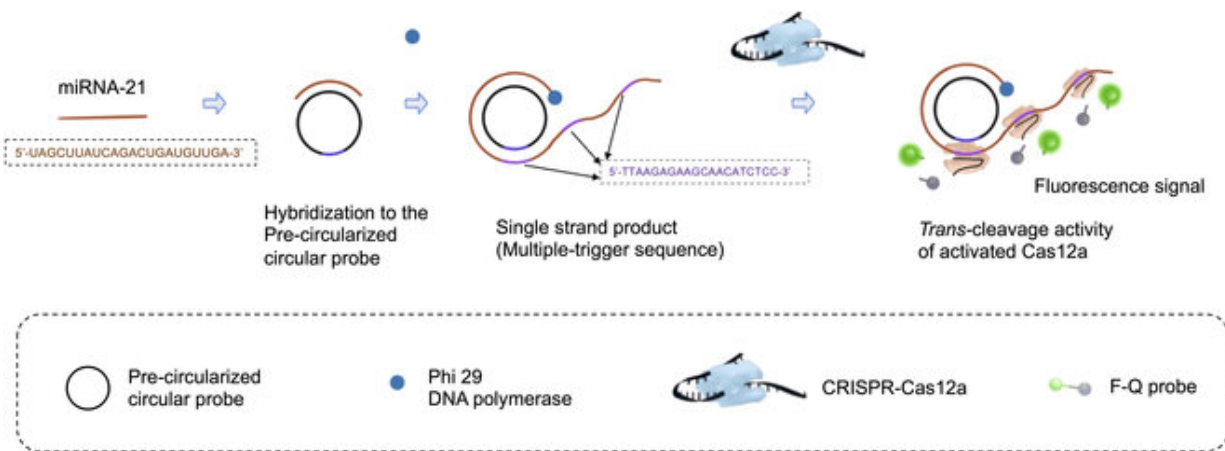 miRNA-21
5'-UAGCUUAUCAGACUGAUGUUGA-3'
Hybridization to the
Pre-circularized
circular probe
5'-TTAAGAGAAGCAACATCTCC-3'
Single strand product
(Multiple-trigger sequence)
Fluorescence signal
Trans-cleavage activity
of activated Cas12a
Pre-circularized
circular probe
Phi 29
DNA polymerase
CRISPR-Cas12a
F-Q probe